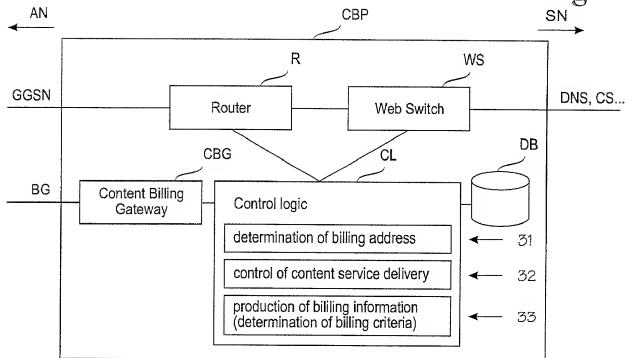 AN
CBP
SN
R
WS
GGSN
Router
Web Switch
DNS, CS...
CBG
CL
DB
BG
Content Billing
Gateway
Control logic
determination of billing address
31
control of content service delivery
32
production of bililing information
(determination of billing criteria)
33